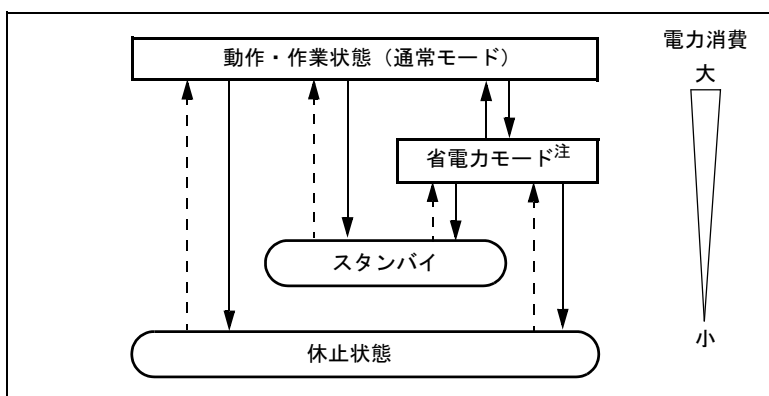 動作・作業状態（通常モード）
電力消費
大
省電力モード注
スタンバイ
休止状態
小